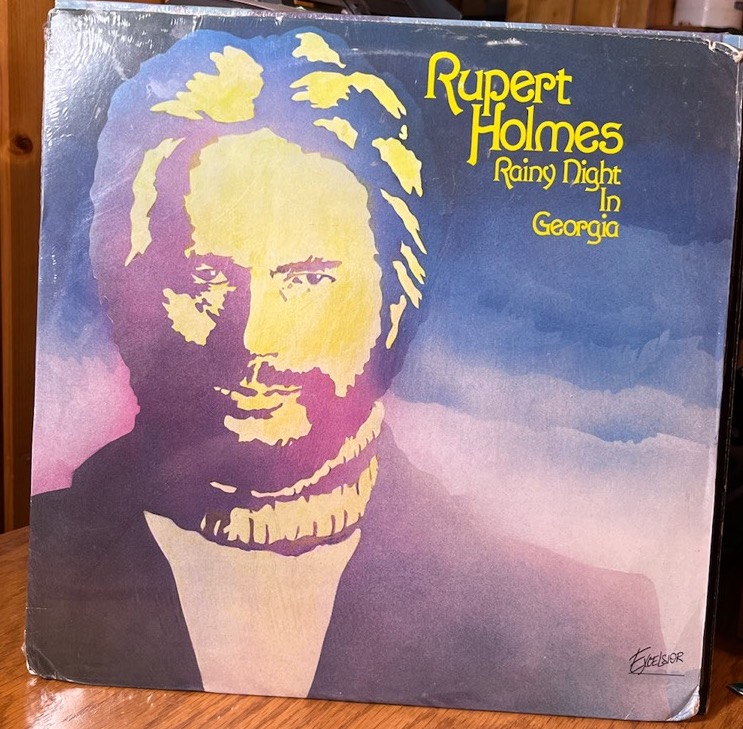 Rupert
Holmes
Rainy Night
In
Georgia
Excelsior